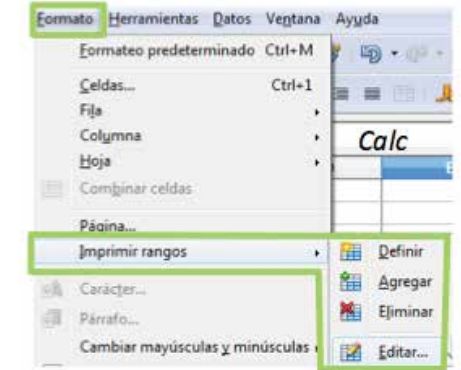 Formato Herramientas Datos Ventana Ayuda
Formateo predeterminado Ctrl+M
Celdas... Ctrl+1
Fila
Columna
Calc
Hoja
Combinar celdas
Página...
Imprimir rangos
Definir
Agregar
Carácter...
Eliminar
Párrafo...
Cambiar mayúsculas y minúsculas
Editar...